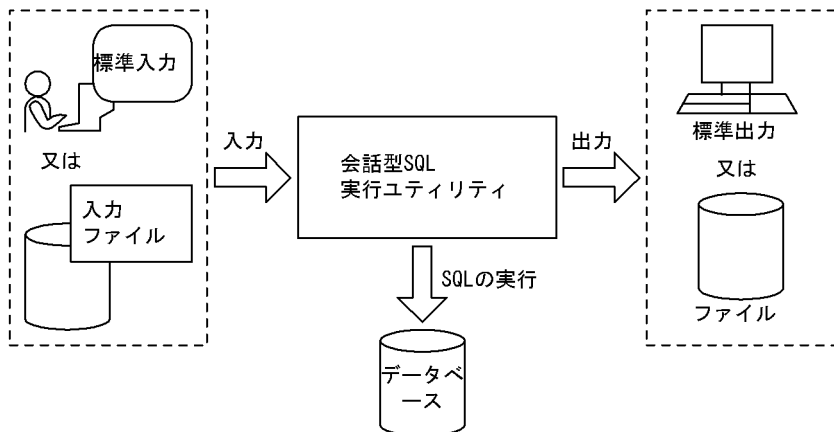 標準入力
又は
入力
ファイル
入力
会話型SQL
実行ユティリティ
出力
SQLの実行
データベ
ース
標準出力
又は
ファイル